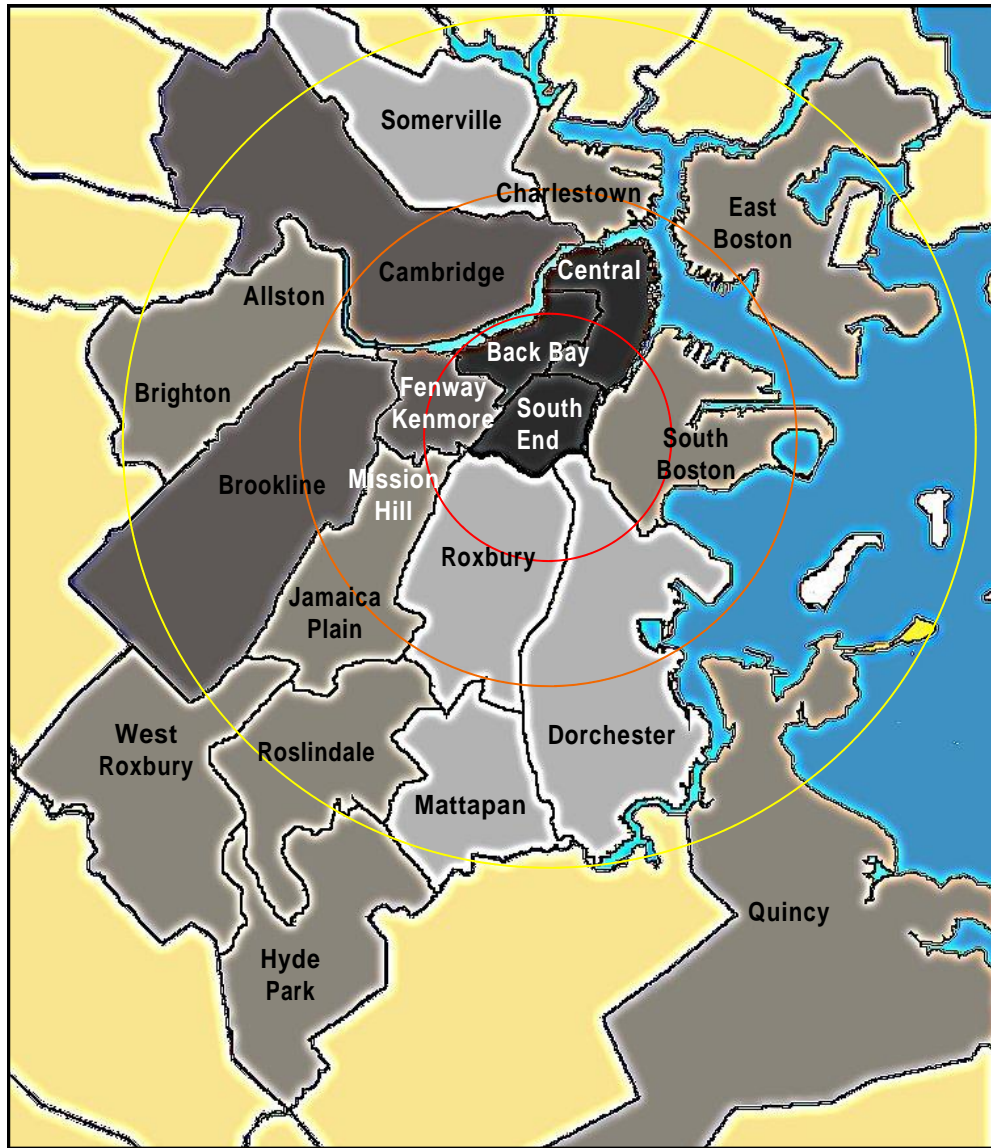 Somerville
Charlestown
East
Boston
Central
Cambridge
Allston
Back Bay
Brighton
Fenway
Kenmore
South
End
South
Boston
Brookline
Mission
Hill
Roxbury
Jamaica
Plain
West
Roxbury
Roslindale
Dorchester
Mattapan
Quincy
Hyde
Park